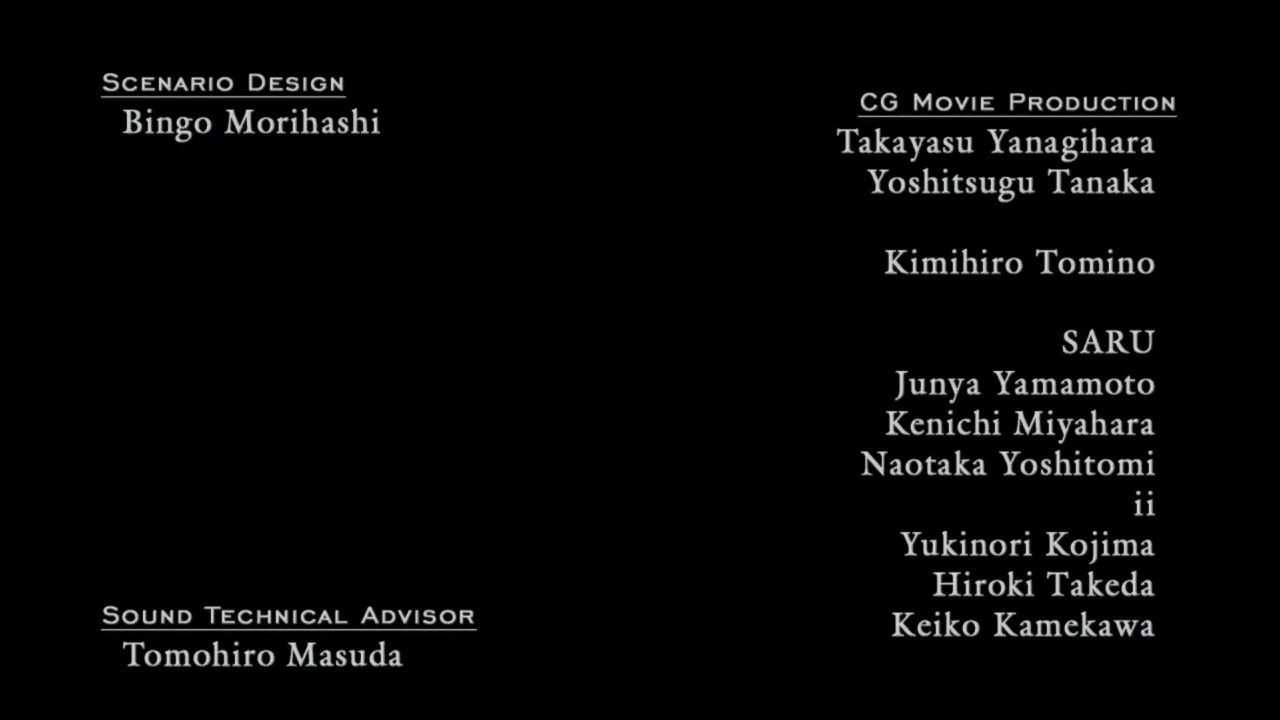 Scenario Design
Bingo Morihashi
Sound Technical Advisor
Tomohiro Masuda
CG Movie Production
Takayasu Yanagihara
Yoshitsugu Tanaka
Kimihiro Tomino
SARU
Junya Yamamoto
Kenichi Miyahara
Naotaka Yoshitomi
ii
Yukinori Kojima
Hiroki Takeda
Keiko Kamekawa